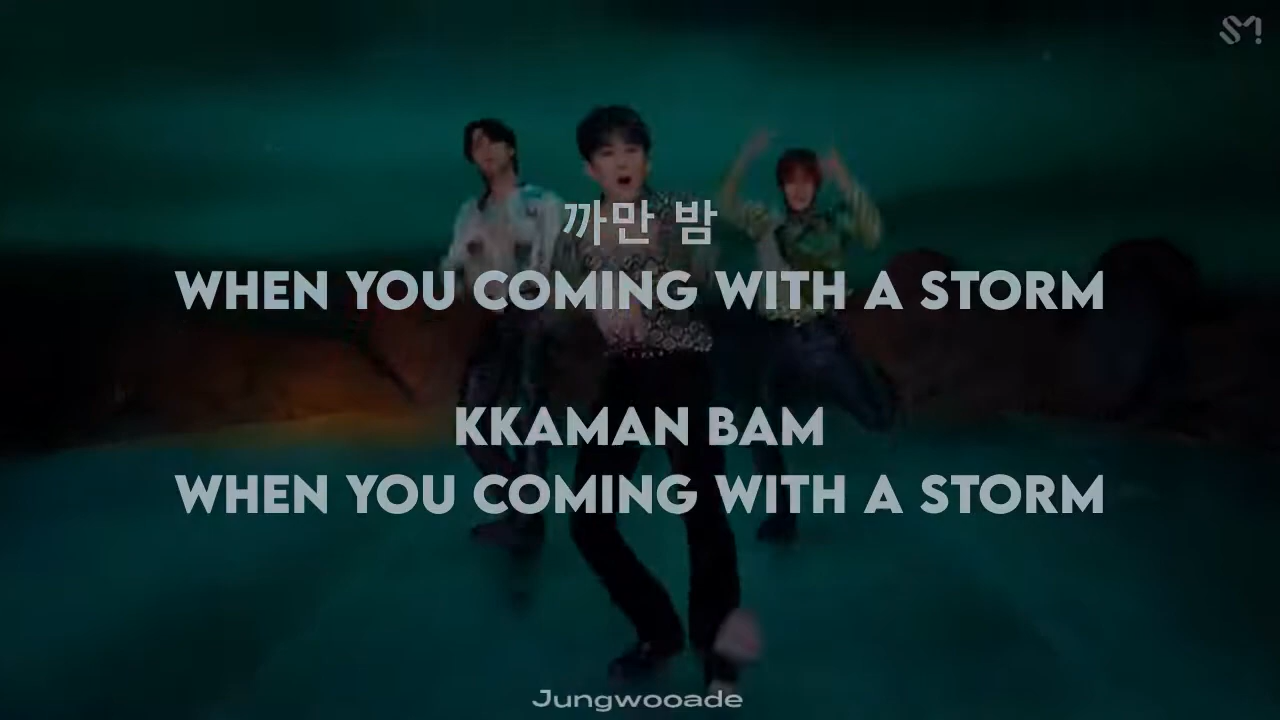 SM!
까만 밤
WHEN YOU COMING WITH A STORM
KKAMAN BAM
WHEN YOU COMING WITH A STORM
Jungwooade